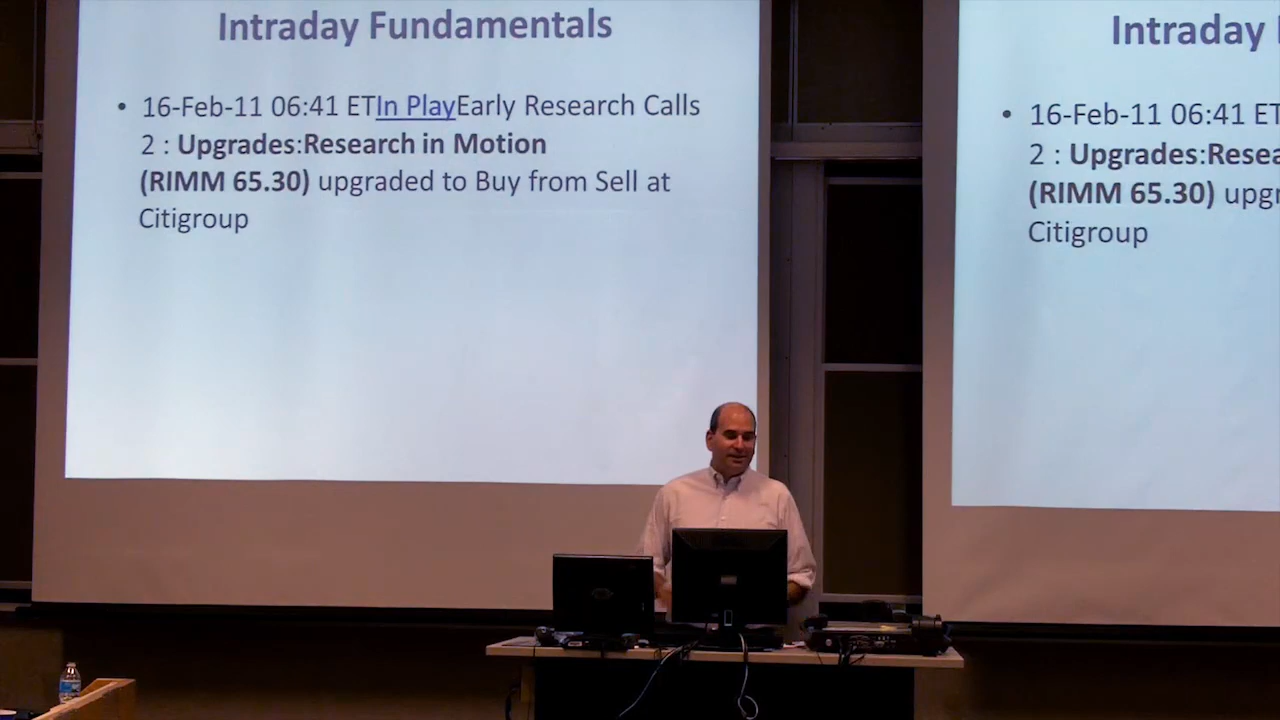 Intraday Fundamentals
• 16-Feb-11 06:41 ETIn PlayEarly Research Calls
2 : Upgrades:Research in Motion
(RIMM 65.30) upgraded to Buy from Sell at
Citigroup
Intraday
• 16-Feb-11 06:41 ET
2 : Upgrades:Resea
(RIMM 65.30) upgr
Citigroup